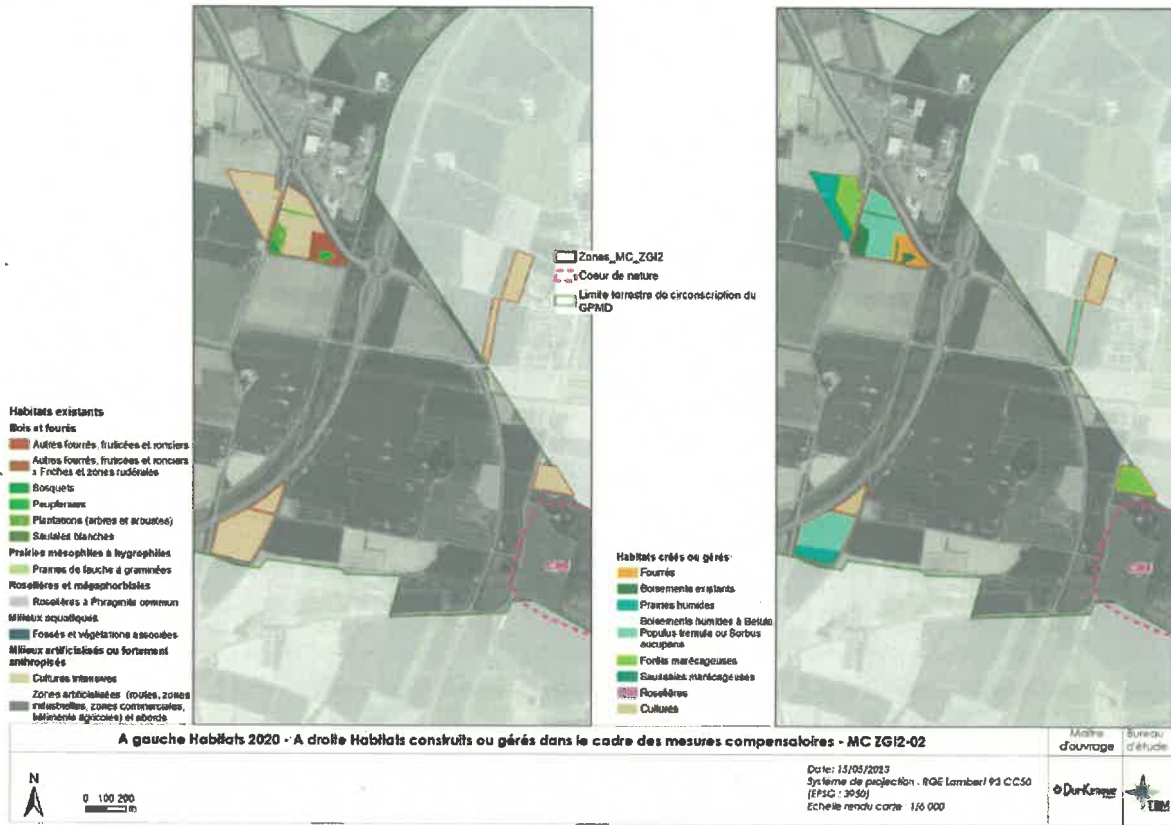 Zones_MC_ZGI2
Coeur de nature
Limite terrestre de circonscription du
GPMD
Habitats existants
Bois et fourés
Autres fourrés, fruticées et ronciers
Autres fourrés, fruticées et ronciers
x Friches et zones rudérales
Bosquets
Peupleraies
Plantations (arbres et arbustes)
Saulaies blanches
Prairies mésophiles à hygrophiles
Prairies de fauche à graminées
Roselières et mégaphorbiaies
Roselières à Phragmite commun
Milieux aquatiques
Fossés et végétations associées
Milieux artificialisés ou fortement
anthropisés
Cultures intensives
Zones artificialisées (routes, zones
industrielles, zones commerciales,
bâtiments agricoles) et abords
Habitats créés ou gérés
Fourrés
Boisements existants
Prairies humides
Boisements humides à Betula
Populus tremula ou Sorbus
aucuparia
Forêts marécageuses
Saussaies marécageuses
Roselières
Cultures
A gauche Habitats 2020 - A droite Habitats construits ou gérés dans le cadre des mesures compensatoires - MC ZGI2-02
N
0 100 200
m
Date: 15/05/2023
Système de projection : RGE Lambert 93 CC50
(EPSG : 3950)
Echelle rendu carte : 1/6 000
Maître
d'ouvrage
Bureau
d'étude
Dunkerque